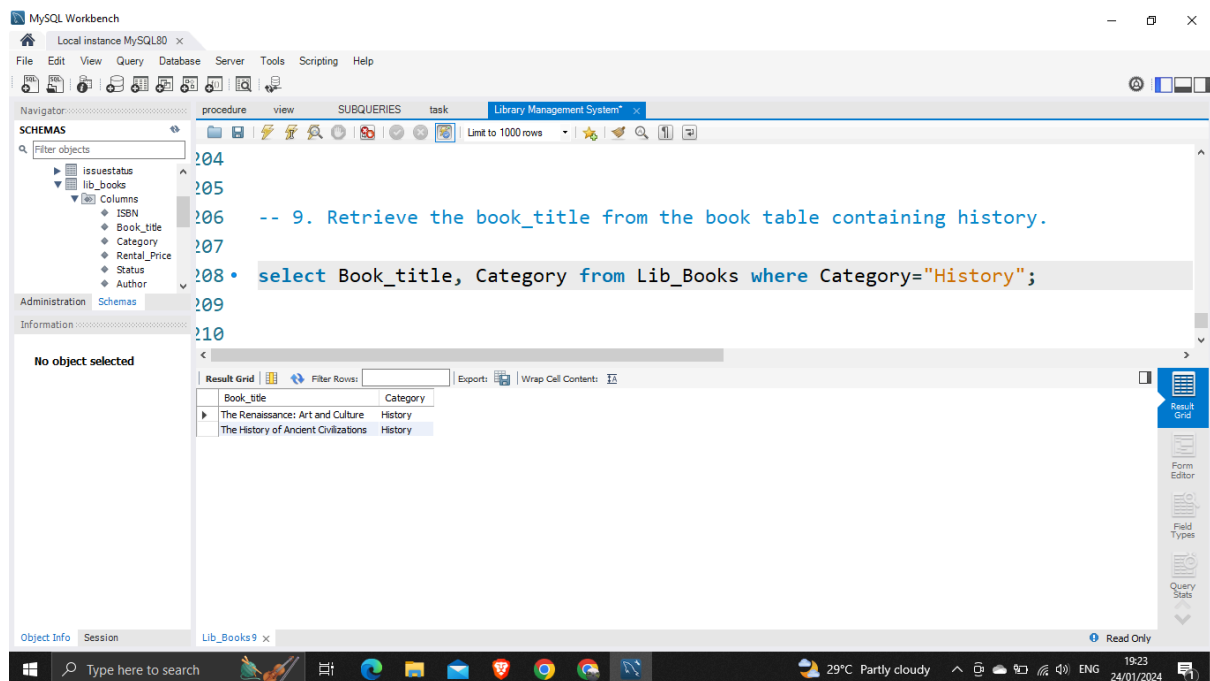 MySQL Workbench
Local instance MySQL80
File Edit View Query Database Server Tools Scripting Help
Navigator
procedure view SUBQUERIES task Library Management System*
SCHEMAS
Limit to 1000 rows
Filter objects
issuestatus
lib_books
Columns
ISBN
Book_title
Category
Rental_Price
Status
Author
Administration Schemas
Information
No object selected
204
205
206 -- 9. Retrieve the book_title from the book table containing history.
207
208 select Book_title, Category from Lib_Books where Category="History";
209
210
Result Grid Filter Rows: Export: Wrap Cell Content:
Book_title Category
The Renaissance: Art and Culture History
The History of Ancient Civilizations History
Result
Grid
Form
Editor
Field
Types
Query
Stats
Object Info Session
Lib_Books 9
Read Only
Type here to search
29°C Partly cloudy
ENG
19:23
24/01/2024